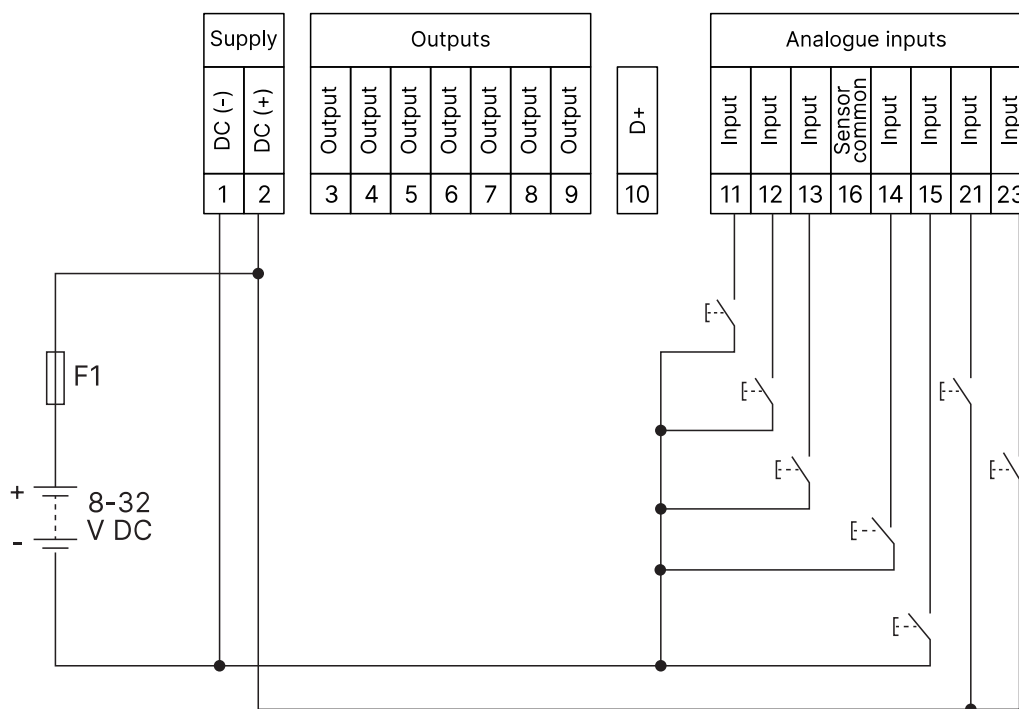 Supply Outputs Analogue inputs
DC (-) DC (+) Output Output Output Output Output Output Output D+ Input Input Input Sensor common Input Input Input Input
1 2 3 4 5 6 7 8 9 10 11 12 13 16 14 15 21 23
F1
+ 8-32
- V DC